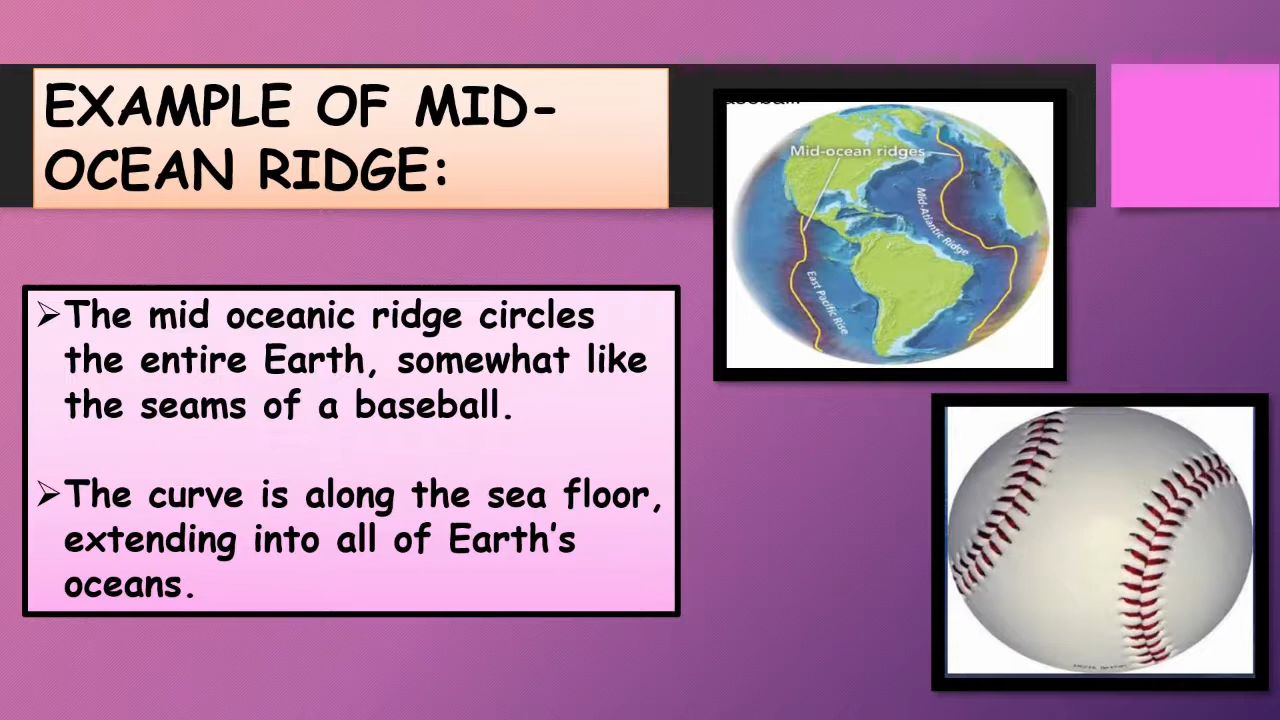 EXAMPLE OF MID-
OCEAN RIDGE:
Mid-ocean ridges
Mid-Atlantic Ridge
East Pacific Rise
➢The mid oceanic ridge circles
the entire Earth, somewhat like
the seams of a baseball.
➢The curve is along the sea floor,
extending into all of Earth’s
oceans.